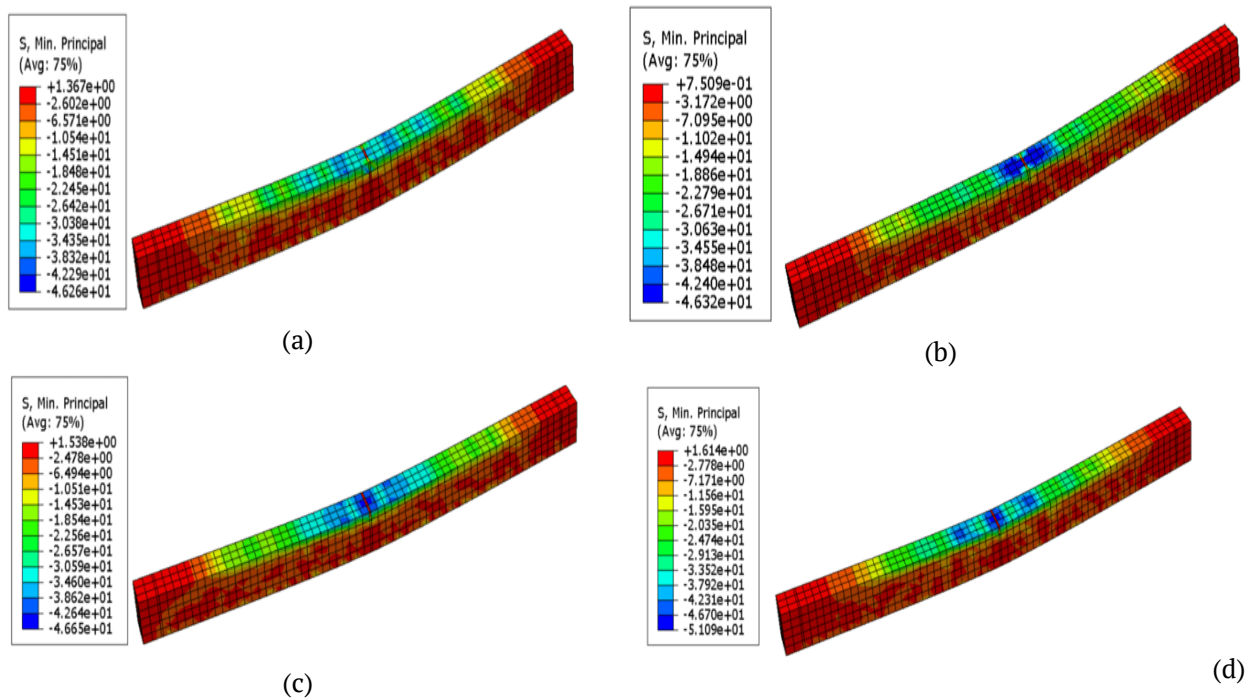 S, Min. Principal
(Avg: 75%)
+1.367e+00
-2.602e+00
-6.571e+00
-1.054e+01
-1.451e+01
-1.848e+01
-2.245e+01
-2.642e+01
-3.038e+01
-3.435e+01
-3.832e+01
-4.229e+01
-4.626e+01
(a)
S, Min. Principal
(Avg: 75%)
+7.509e-01
-3.172e+00
-7.095e+00
-1.102e+01
-1.494e+01
-1.886e+01
-2.279e+01
-2.671e+01
-3.063e+01
-3.455e+01
-3.848e+01
-4.240e+01
-4.632e+01
(b)
S, Min. Principal
(Avg: 75%)
+1.538e+00
-2.478e+00
-6.494e+00
-1.051e+01
-1.453e+01
-1.854e+01
-2.256e+01
-2.657e+01
-3.059e+01
-3.460e+01
-3.862e+01
-4.264e+01
-4.665e+01
(c)
S, Min. Principal
(Avg: 75%)
+1.614e+00
-2.778e+00
-7.171e+00
-1.156e+01
-1.595e+01
-2.035e+01
-2.474e+01
-2.913e+01
-3.352e+01
-3.792e+01
-4.231e+01
-4.670e+01
-5.109e+01
(d)